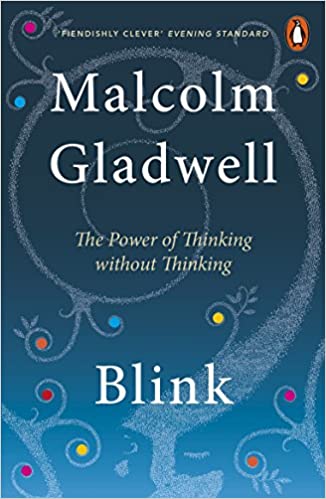 'FIENDISHLY CLEVER' EVENING STANDARD
Malcolm
Gladwell
The Power of Thinking
without Thinking
Blink